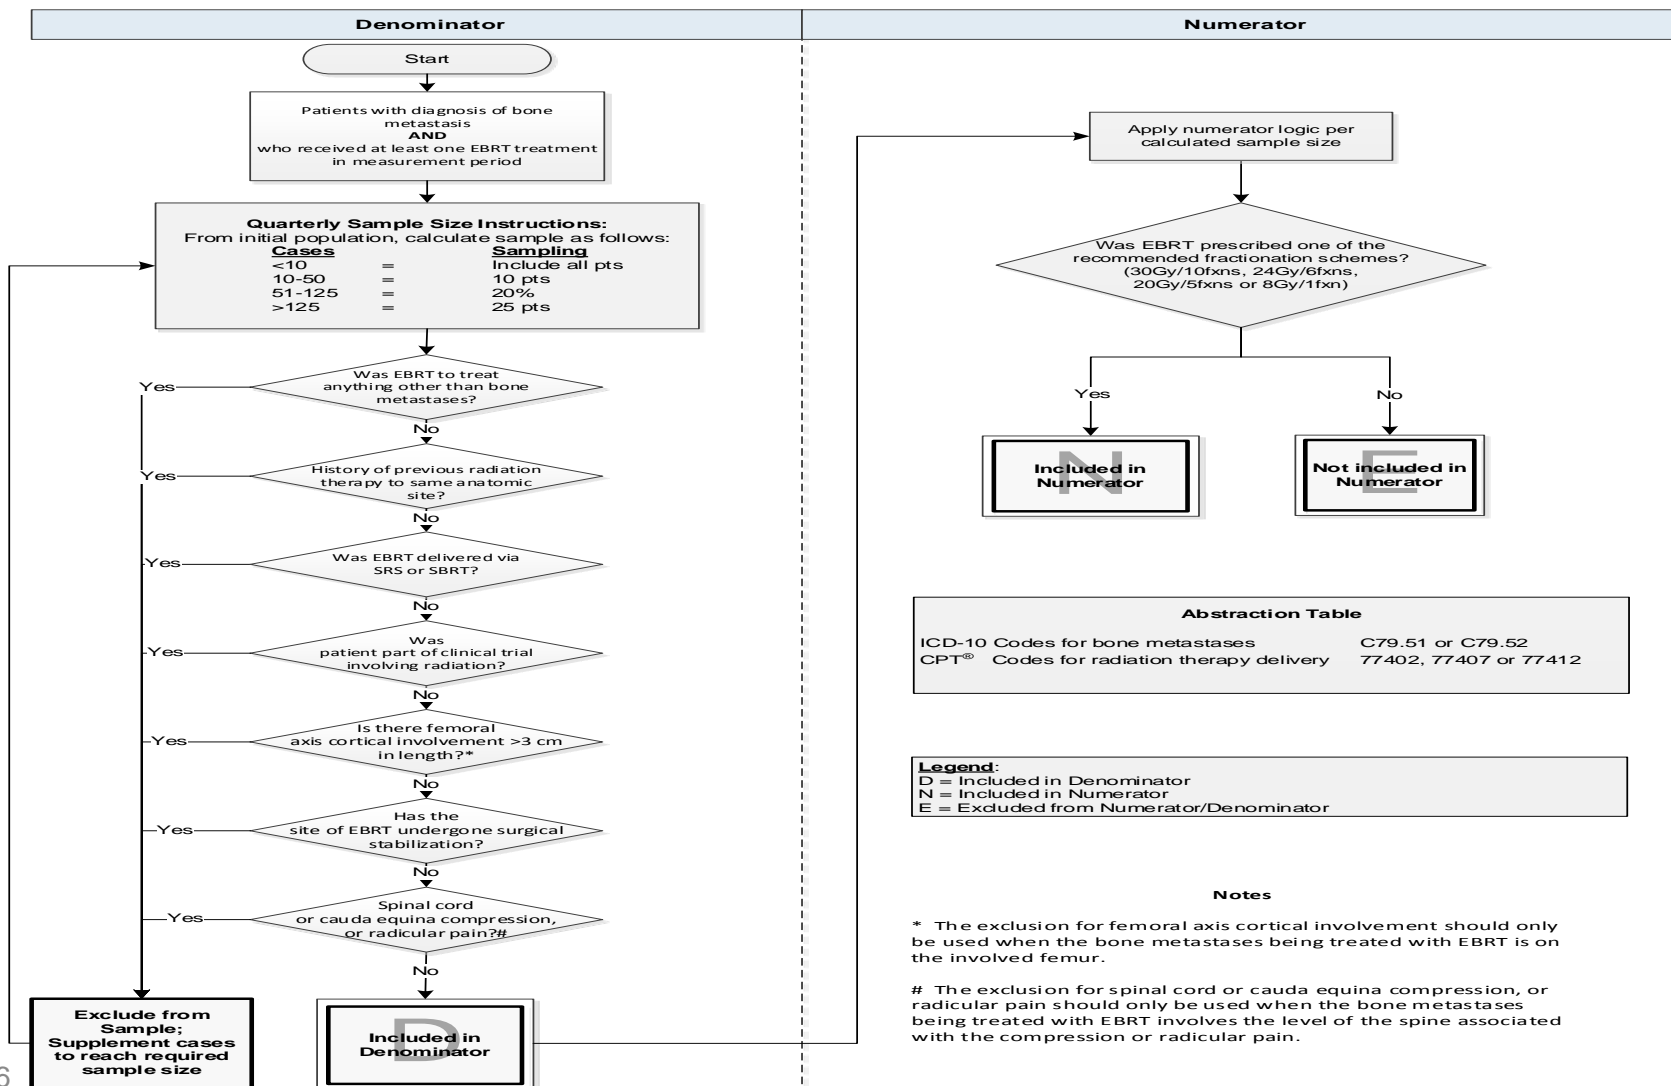 Denominator
Numerator
Start
Patients with diagnosis of bone
metastasis
AND
who received at least one EBRT treatment
in measurement period
Quarterly Sample Size Instructions:
From initial population, calculate sample as follows:
Cases Sampling
<10 = Include all pts
10-50 = 10 pts
51-125 = 20%
>125 = 25 pts
Was EBRT to treat
anything other than bone
metastases?
Yes
No
History of previous radiation
therapy to same anatomic
site?
Yes
No
Was EBRT delivered via
SRS or SBRT?
Yes
No
Was
patient part of clinical trial
involving radiation?
Yes
No
Is there femoral
axis cortical involvement >3 cm
in length?*
Yes
No
Has the
site of EBRT undergone surgical
stabilization?
Yes
No
Spinal cord
or cauda equina compression,
or radicular pain?#
Yes
No
Exclude from
Sample;
Supplement cases
to reach required
sample size
D
Included in
Denominator
6
Apply numerator logic per
calculated sample size
Was EBRT prescribed one of the
recommended fractionation schemes?
(30Gy/10fxns, 24Gy/6fxns,
20Gy/5fxns or 8Gy/1fxn)
Yes
No
N
Included in
Numerator
E
Not included in
Numerator
Abstraction Table
ICD-10 Codes for bone metastases C79.51 or C79.52
CPT® Codes for radiation therapy delivery 77402, 77407 or 77412
Legend:
D = Included in Denominator
N = Included in Numerator
E = Excluded from Numerator/Denominator
Notes
* The exclusion for femoral axis cortical involvement should only
be used when the bone metastases being treated with EBRT is on
the involved femur.
# The exclusion for spinal cord or cauda equina compression, or
radicular pain should only be used when the bone metastases
being treated with EBRT involves the level of the spine associated
with the compression or radicular pain.